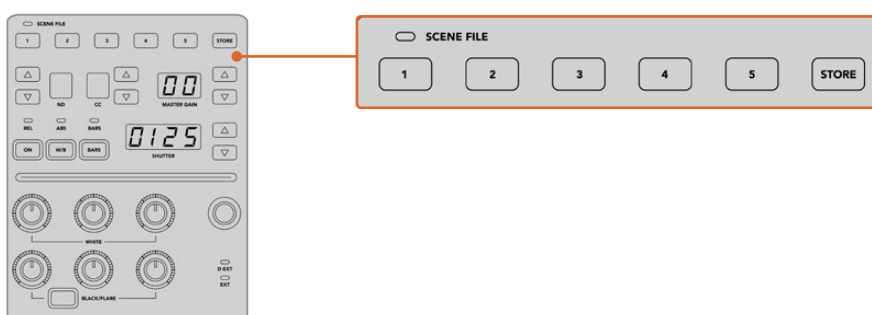 SCENE FILE
1 2 3 4 5 STORE
ND CC 00 MASTER GAIN
REL ABS BARS
ON W/B BARS 0125 SHUTTER
WHITE
D EXT
EXT
BLACK/FLARE
SCENE FILE
1 2 3 4 5 STORE